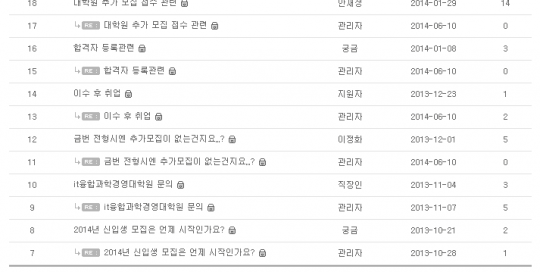 18 대학원 추가 모집 접수 관련 안세정 2014-01-29 14
17 RE : 대학원 추가 모집 접수 관련 관리자 2014-06-10 0
16 합격자 등록관련 궁금 2014-01-08 3
15 RE : 합격자 등록관련 관리자 2014-06-10 0
14 이수 후 취업 지원자 2013-12-23 1
13 RE : 이수 후 취업 관리자 2014-06-10 2
12 금번 전형시엔 추가모집이 없는건지요..? 이정화 2013-12-01 5
11 RE : 금번 전형시엔 추가모집이 없는건지요..? 관리자 2014-06-10 0
10 it융합과학경영대학원 문의 직장인 2013-11-04 3
9 RE : it융합과학경영대학원 문의 관리자 2013-11-07 5
8 2014년 신입생 모집은 언제 시작인가요? 궁금 2013-10-21 2
7 RE : 2014년 신입생 모집은 언제 시작인가요? 관리자 2013-10-28 1